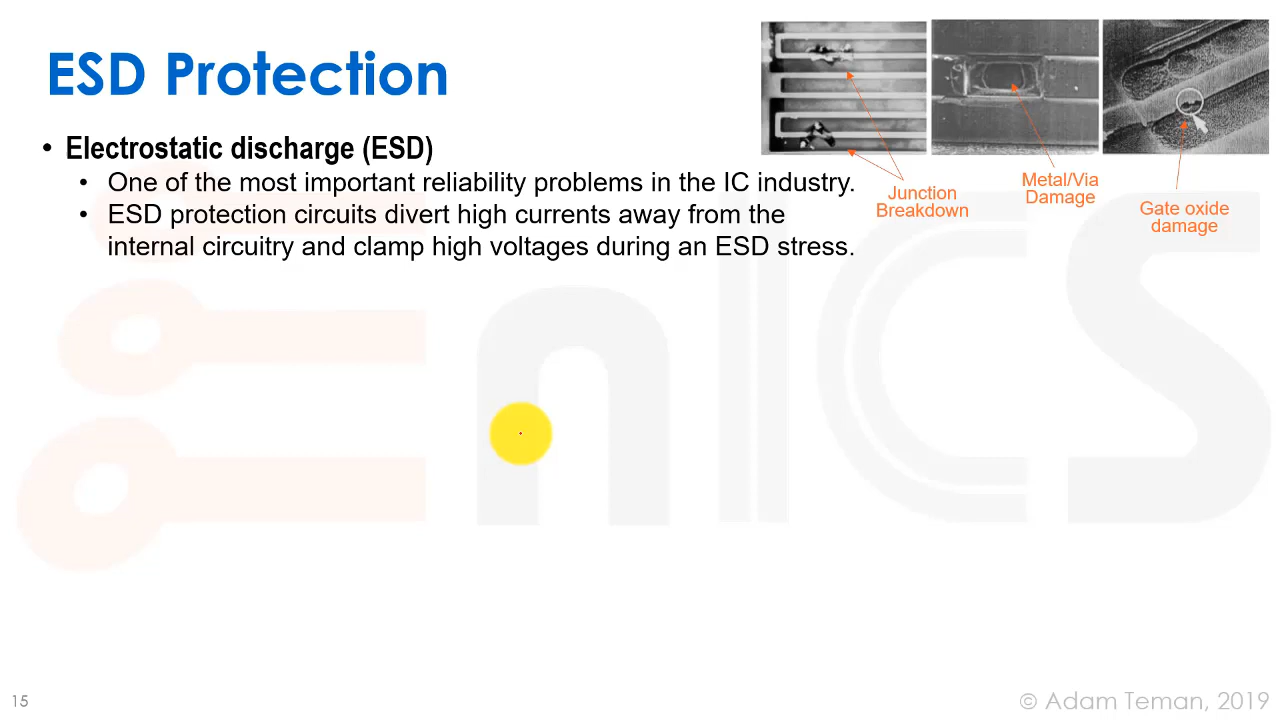 ESD Protection
• Electrostatic discharge (ESD)
• One of the most important reliability problems in the IC industry.
• ESD protection circuits divert high currents away from the
internal circuitry and clamp high voltages during an ESD stress.
Junction
Breakdown
Metal/Via
Damage
Gate oxide
damage
enICS
15
© Adam Teman, 2019